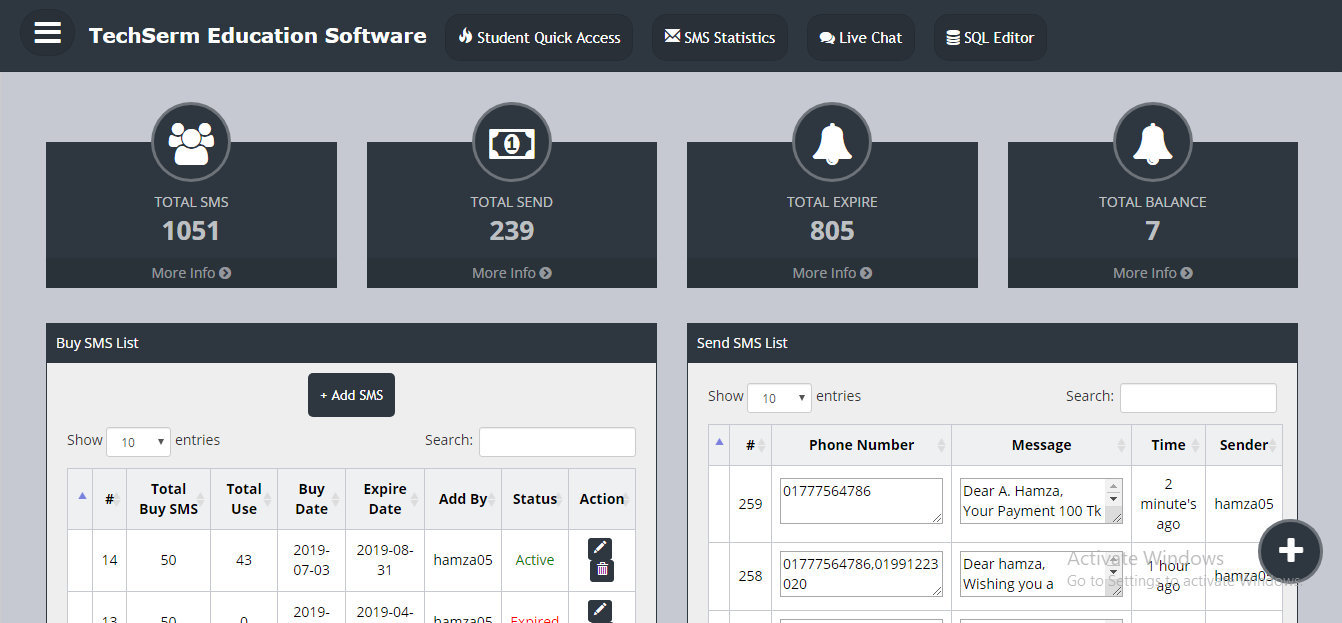 TechSerm Education Software
Student Quick Access
SMS Statistics
Live Chat
SQL Editor
TOTAL SMS
1051
More Info
1
TOTAL SEND
239
More Info
TOTAL EXPIRE
805
More Info
TOTAL BALANCE
7
More Info
Buy SMS List
+ Add SMS
Show 10 entries
Search:
# Total Buy SMS Total Use Buy Date Expire Date Add By Status Action
14 50 43 2019-07-03 2019-08-31 hamza05 Active
13 50 0 2019- 2019-04- hamza05 Expired
Send SMS List
Show 10 entries
Search:
# Phone Number Message Time Sender
259 01777564786 Dear A. Hamza,
Your Payment 100 Tk
2 minute's ago hamza05
258 01777564786,01991223020 Dear hamza,
Wishing you a
1 hour ago hamza05
Activate Windows
Go to Settings to activate Windows.